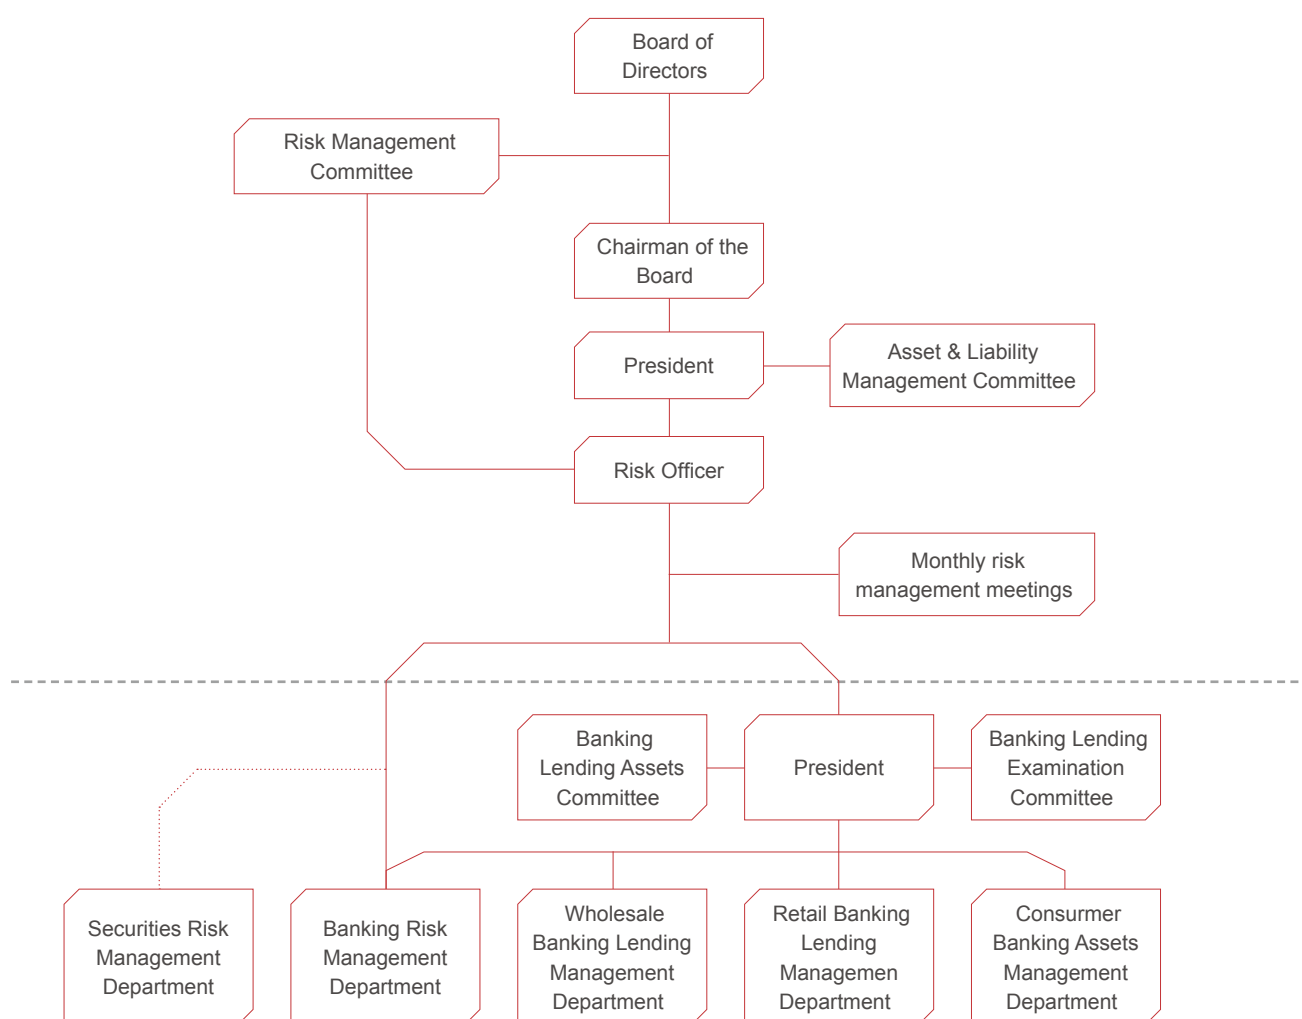 Board of
Directors
Risk Management
Committee
Chairman of the
Board
President
Asset & Liability
Management Committee
Risk Officer
Monthly risk
management meetings
Banking
Lending Assets
Committee
President
Banking Lending
Examination
Committee
Securities Risk
Management
Department
Banking Risk
Management
Department
Wholesale
Banking Lending
Management
Department
Retail Banking
Lending
Managemen
Department
Consurmer
Banking Assets
Management
Department